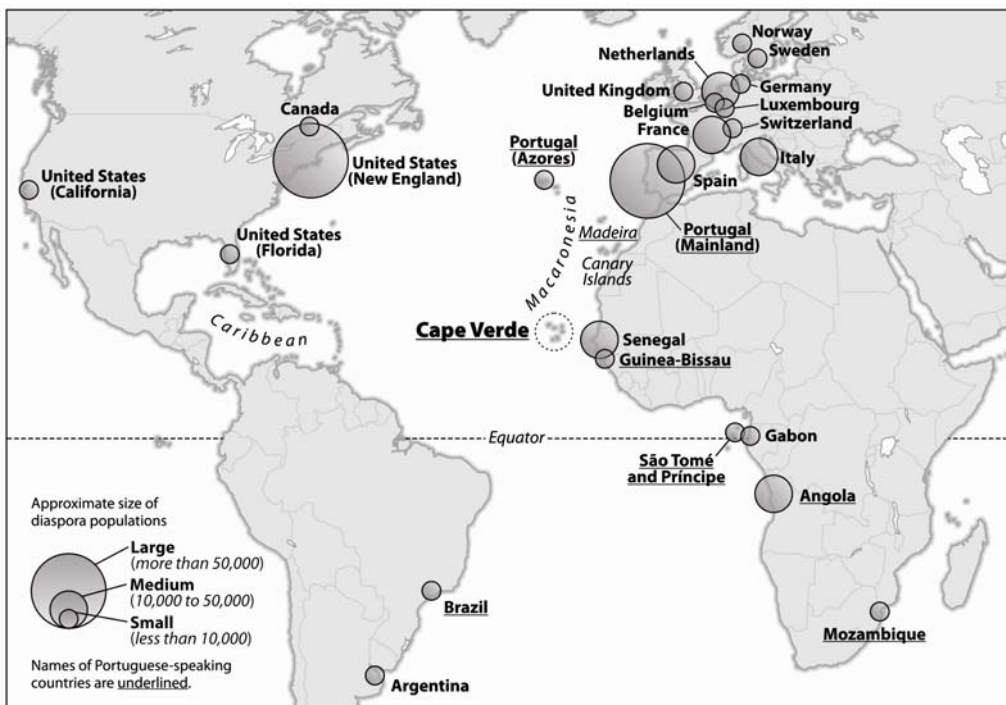 Norway
Sweden
Netherlands
Germany
United Kingdom
Luxembourg
Belgium
Switzerland
France
Canada
Italy
United States
(New England)
Portugal
(Azores)
United States
(California)
Spain
Portugal
(Mainland)
United States
(Florida)
Madeira
Macaronesia
Canary
Islands
Caribbean
Cape Verde
Senegal
Guinea-Bissau
Equator
Gabon
São Tomé
and Príncipe
Angola
Approximate size of
diaspora populations
Large
(more than 50,000)
Medium
(10,000 to 50,000)
Small
(less than 10,000)
Names of Portuguese-speaking
countries are underlined.
Brazil
Mozambique
Argentina